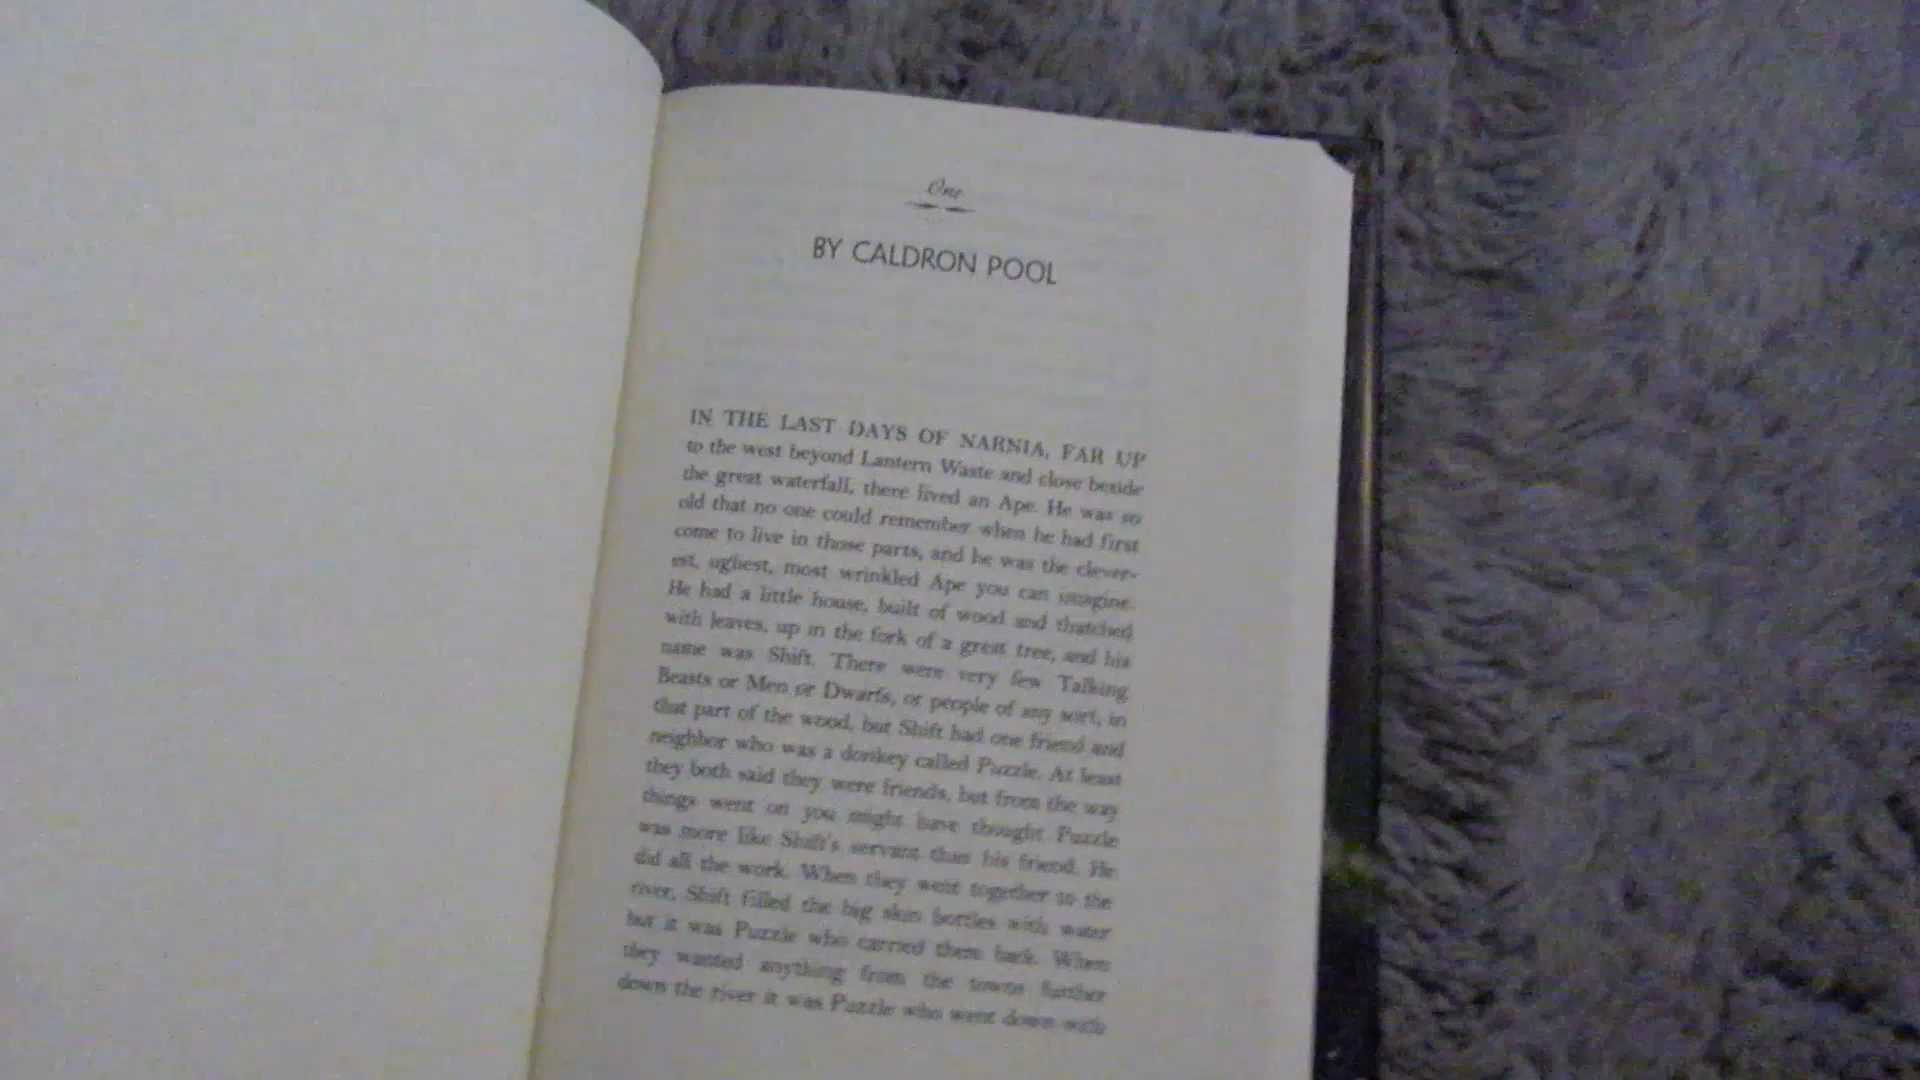 One
BY CALDRON POOL
IN THE LAST DAYS OF NARNIA, FAR UP
to the west beyond Lantern Waste and close beside
the great waterfall, there lived an Ape. He was so
old that no one could remember when he had first
come to live in those parts, and he was the clever-
est, ugliest, most wrinkled Ape you can imagine.
He had a little house, built of wood and thatched
with leaves, up in the fork of a great tree, and his
name was Shift. There were very few Talking
Beasts or Men or Dwarfs, or people of any sort, in
that part of the wood, but Shift had one friend and
neighbor who was a donkey called Puzzle. At least
they both said they were friends, but from the way
things went on you might have thought Puzzle
was more like Shift's servant than his friend. He
did all the work. When they went together to the
river, Shift filled the big skin bottles with water
but it was Puzzle who carried them back. When
they wanted anything from the towns further
down the river it was Puzzle who went down with